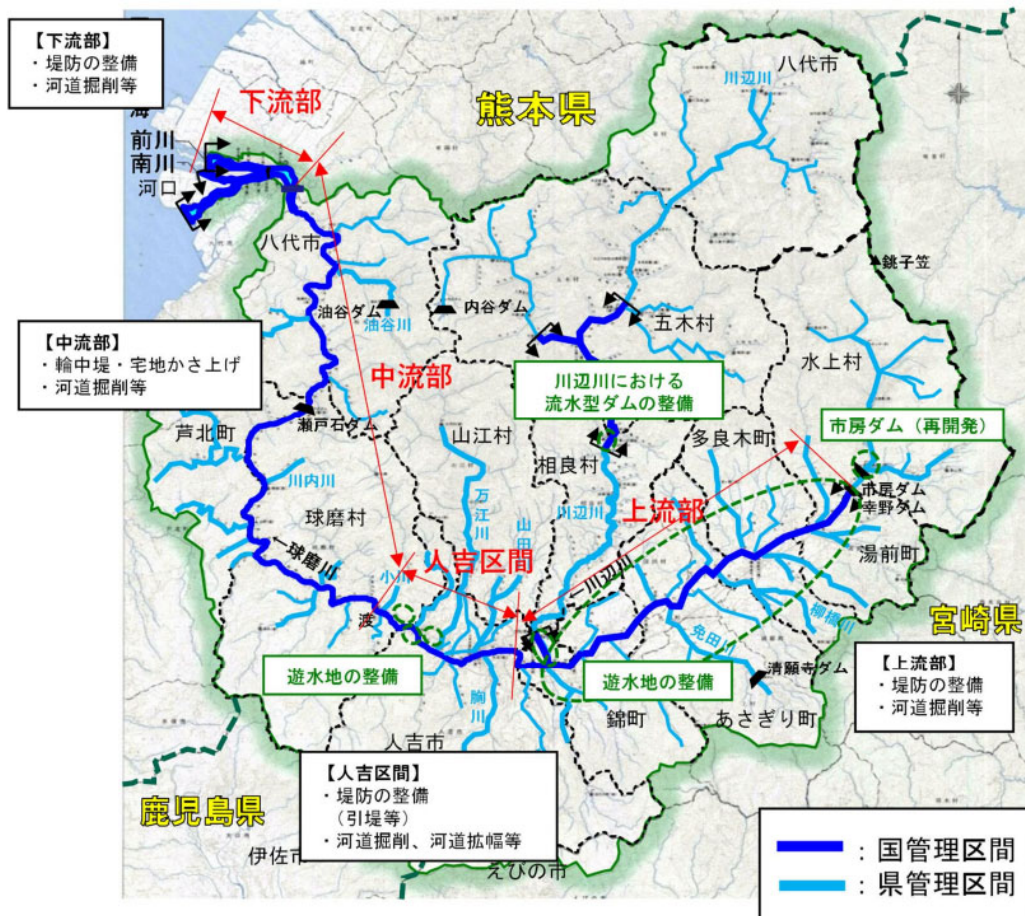 【下流部】
・堤防の整備
・河道掘削等
海
前川
南川
河口
下流部
熊本県
八代市
川辺川
八代市
銚子笠
油谷ダム
油谷川
内谷ダム
五木村
水上村
【中流部】
・輪中堤・宅地かさ上げ
・河道掘削等
中流部
川辺川における
流水型ダムの整備
瀬戸石ダム
芦北町
山江村
相良村
多良木町
市房ダム（再開発）
市房ダム
幸野ダム
湯前町
川内川
球磨村
万江川
山田
川辺川
上流部
球磨川
小川
人吉区間
川辺川
渡
免田川
柳橋川
宮崎県
遊水地の整備
遊水地の整備
清願寺ダム
【上流部】
・堤防の整備
・河道掘削等
胸川
錦町
あさぎり町
人吉市
【人吉区間】
・堤防の整備
（引堤等）
・河道掘削、河道拡幅等
鹿児島県
伊佐市
えびの市
：国管理区間
：県管理区間